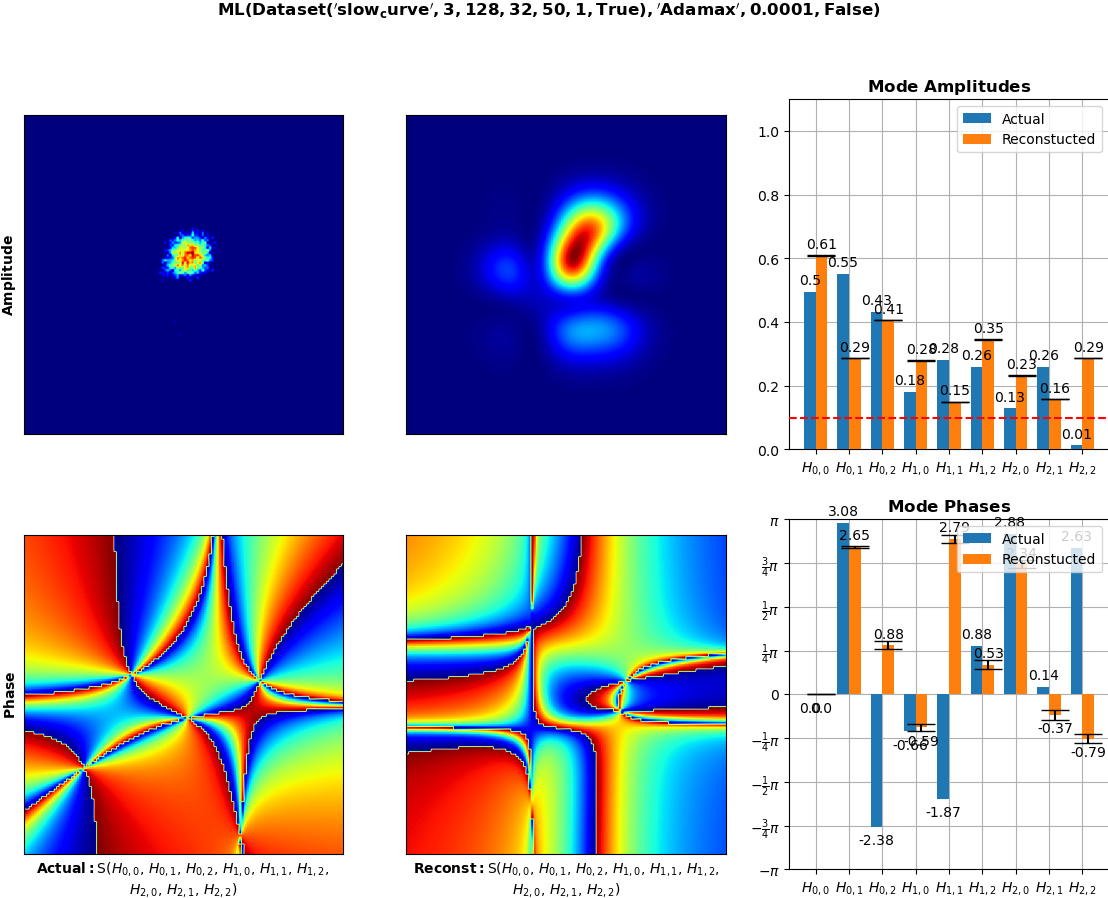 ML(Dataset('slow_curve', 3, 128, 32, 50, 1, True), 'Adamax', 0.0001, False)
Amplitude
Mode Amplitudes
Actual
Reconstucted
1.0
0.8
0.6
0.4
0.2
0.0
0.5
0.61
0.55
0.29
0.43
0.41
0.18
0.28
0.28
0.15
0.26
0.35
0.13
0.23
0.26
0.16
0.01
0.29
H0,0 H0,1 H0,2 H1,0 H1,1 H1,2 H2,0 H2,1 H2,2
Phase
Actual: S(H0,0, H0,1, H0,2, H1,0, H1,1, H1,2,
H2,0, H2,1, H2,2)
Reconst: S(H0,0, H0,1, H0,2, H1,0, H1,1, H1,2,
H2,0, H2,1, H2,2)
Mode Phases
Actual
Reconstucted
π
3/4π
1/2π
1/4π
0
−1/4π
−1/2π
−3/4π
−π
0.0
0.0
3.08
2.65
-2.38
0.88
-0.66
-0.59
-1.87
2.79
0.88
0.53
2.88
2.34
0.14
-0.37
2.63
-0.79
H0,0 H0,1 H0,2 H1,0 H1,1 H1,2 H2,0 H2,1 H2,2